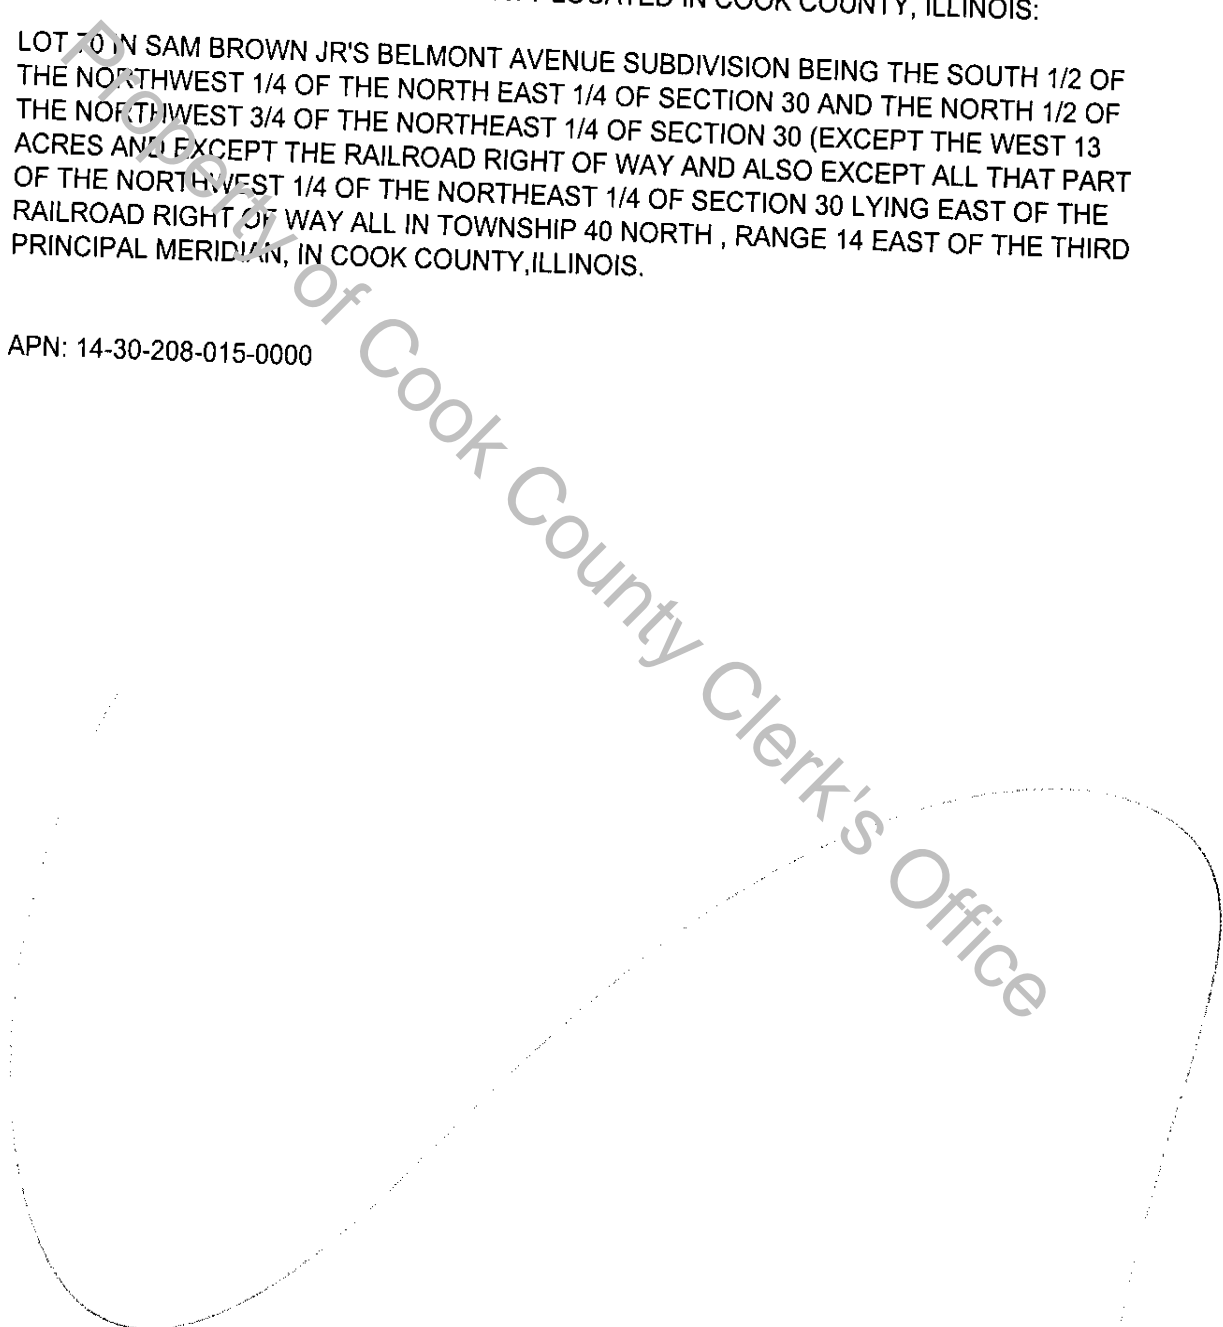 LOCATED IN COOK COUNTY, ILLINOIS:
LOT 70 IN SAM BROWN JR'S BELMONT AVENUE SUBDIVISION BEING THE SOUTH 1/2 OF
THE NORTHWEST 1/4 OF THE NORTH EAST 1/4 OF SECTION 30 AND THE NORTH 1/2 OF
THE NORTHWEST 3/4 OF THE NORTHEAST 1/4 OF SECTION 30 (EXCEPT THE WEST 13
ACRES AND EXCEPT THE RAILROAD RIGHT OF WAY AND ALSO EXCEPT ALL THAT PART
OF THE NORTHWEST 1/4 OF THE NORTHEAST 1/4 OF SECTION 30 LYING EAST OF THE
RAILROAD RIGHT OF WAY ALL IN TOWNSHIP 40 NORTH , RANGE 14 EAST OF THE THIRD
PRINCIPAL MERIDIAN, IN COOK COUNTY,ILLINOIS.
APN: 14-30-208-015-0000
Property of Cook County Clerk's Office